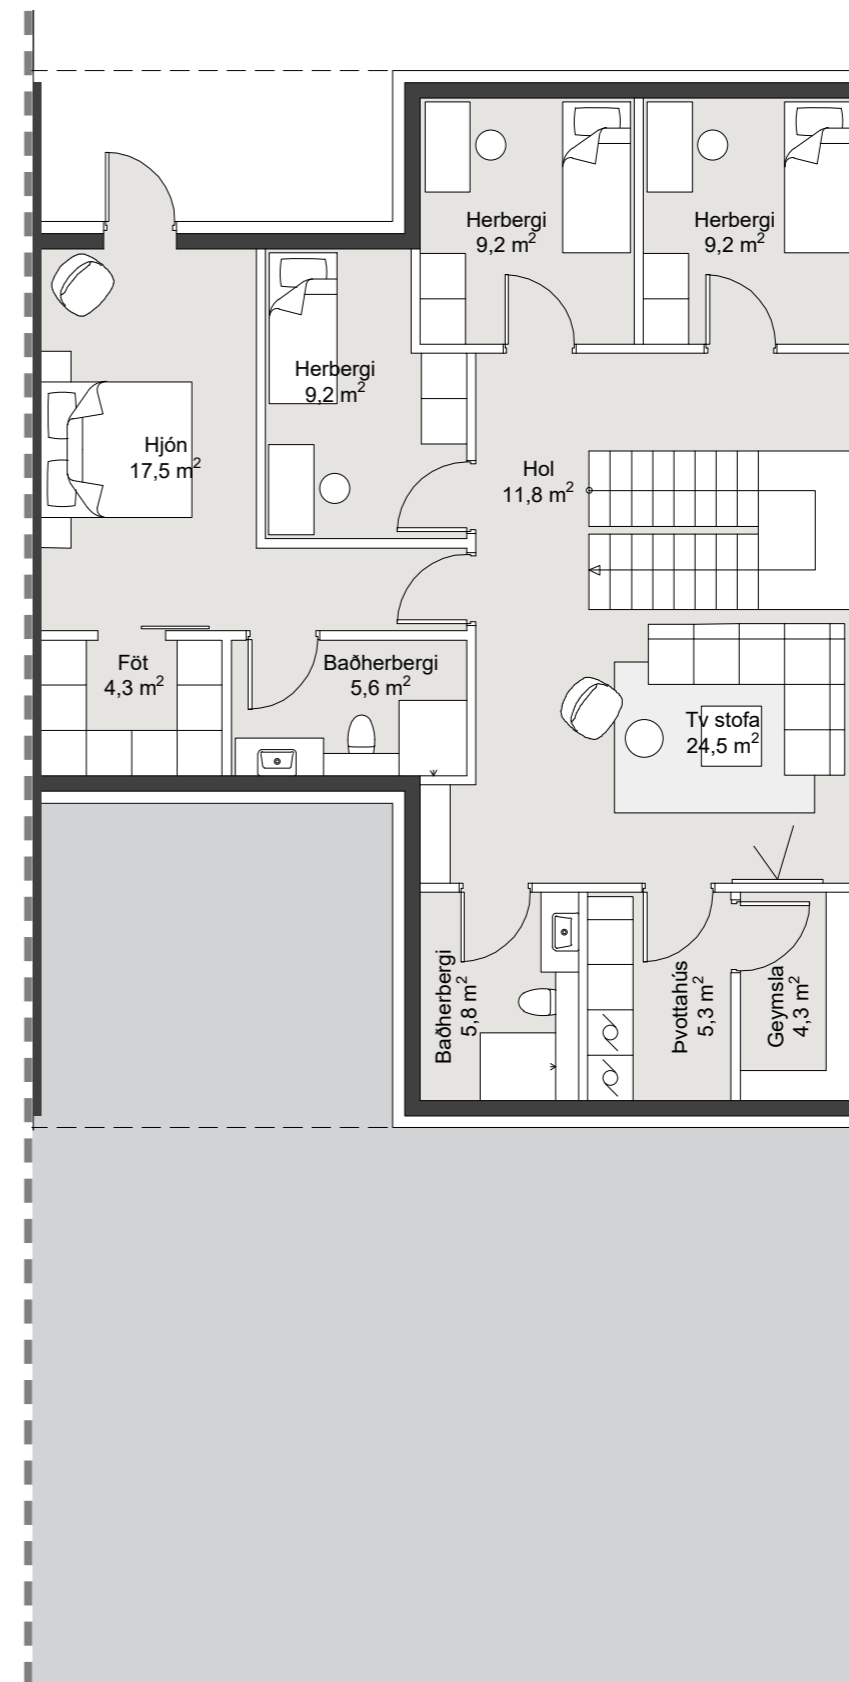 Herbergi
9,2 m²
Herbergi
9,2 m²
Herbergi
9,2 m²
Hjón
17,5 m²
Hol
11,8 m²
Föt
4,3 m²
Baðherbergi
5,6 m²
Tv stofa
24,5 m²
Baðherbergi
5,8 m²
Þvottahús
5,3 m²
Geymsla
4,3 m²